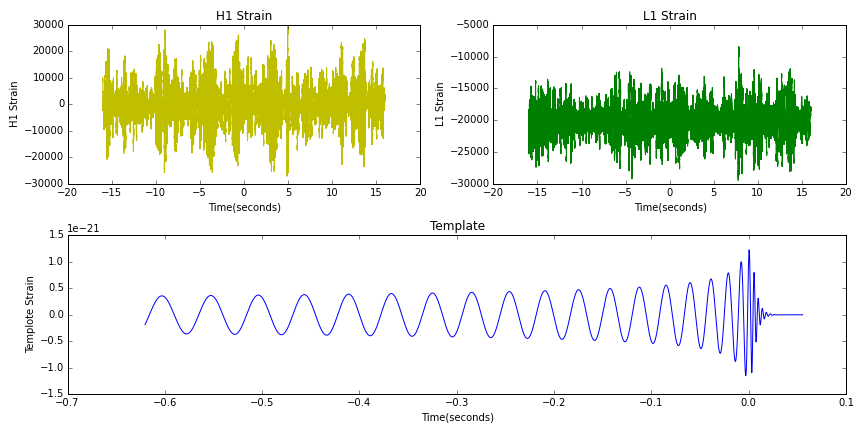 H1 Strain
30000
20000
10000
0
−10000
−20000
−30000
H1 Strain
−20 −15 −10 −5 0 5 10 15 20
Time(seconds)
L1 Strain
−5000
−10000
−15000
−20000
−25000
−30000
L1 Strain
−20 −15 −10 −5 0 5 10 15 20
Time(seconds)
Template
1e−21
1.5
1.0
0.5
0.0
−0.5
−1.0
−1.5
Templote Strain
−0.7 −0.6 −0.5 −0.4 −0.3 −0.2 −0.1 0.0 0.1
Time(seconds)